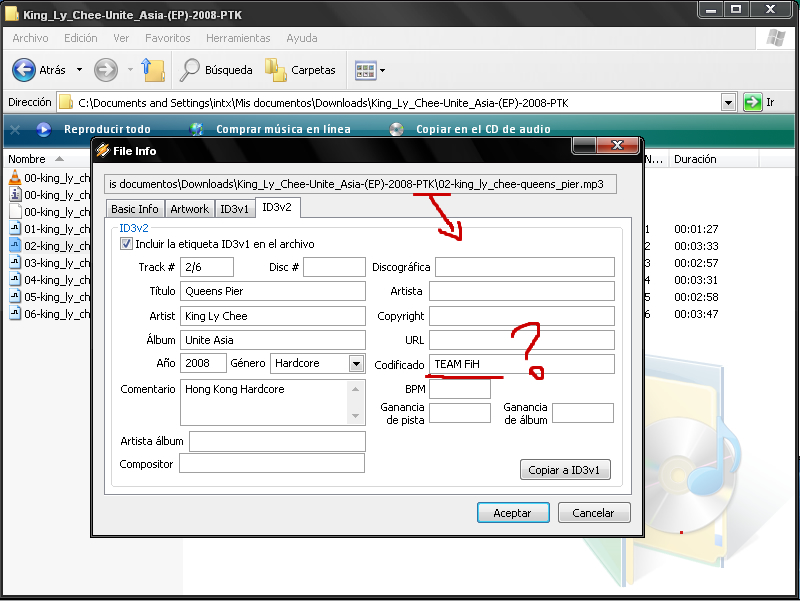 King_Ly_Chee-Unite_Asia-(EP)-2008-PTK
Archivo Edición Ver Favoritos Herramientas Ayuda
Atrás Búsqueda Carpetas
Dirección C:\Documents and Settings\intx\Mis documentos\Downloads\King_Ly_Chee-Unite_Asia-(EP)-2008-PTK Ir
Reproducir todo Comprar música en línea Copiar en el CD de audio
Nombre N... Duración
00-king_ly_ch
00-king_ly_ch
00-king_ly_ch
01-king_ly_ch 1 00:01:27
02-king_ly_ch 2 00:03:33
03-king_ly_ch 3 00:02:57
04-king_ly_ch 4 00:03:31
05-king_ly_ch 5 00:02:58
06-king_ly_ch 6 00:03:47
File Info
is documentos\Downloads\King_Ly_Chee-Unite_Asia-(EP)-2008-PTK\02-king_ly_chee-queens_pier.mp3
Basic Info Artwork ID3v1 ID3v2
ID3v2
Incluir la etiqueta ID3v1 en el archivo
Track # 2/6 Disc # Discográfica
Título Queens Pier Artista
Artist King Ly Chee Copyright
Álbum Unite Asia URL
Año 2008 Género Hardcore Codificado TEAM FiH
?
Comentario Hong Kong Hardcore BPM
Ganancia de pista Ganancia de álbum
Artista álbum
Compositor
Copiar a ID3v1
Aceptar Cancelar